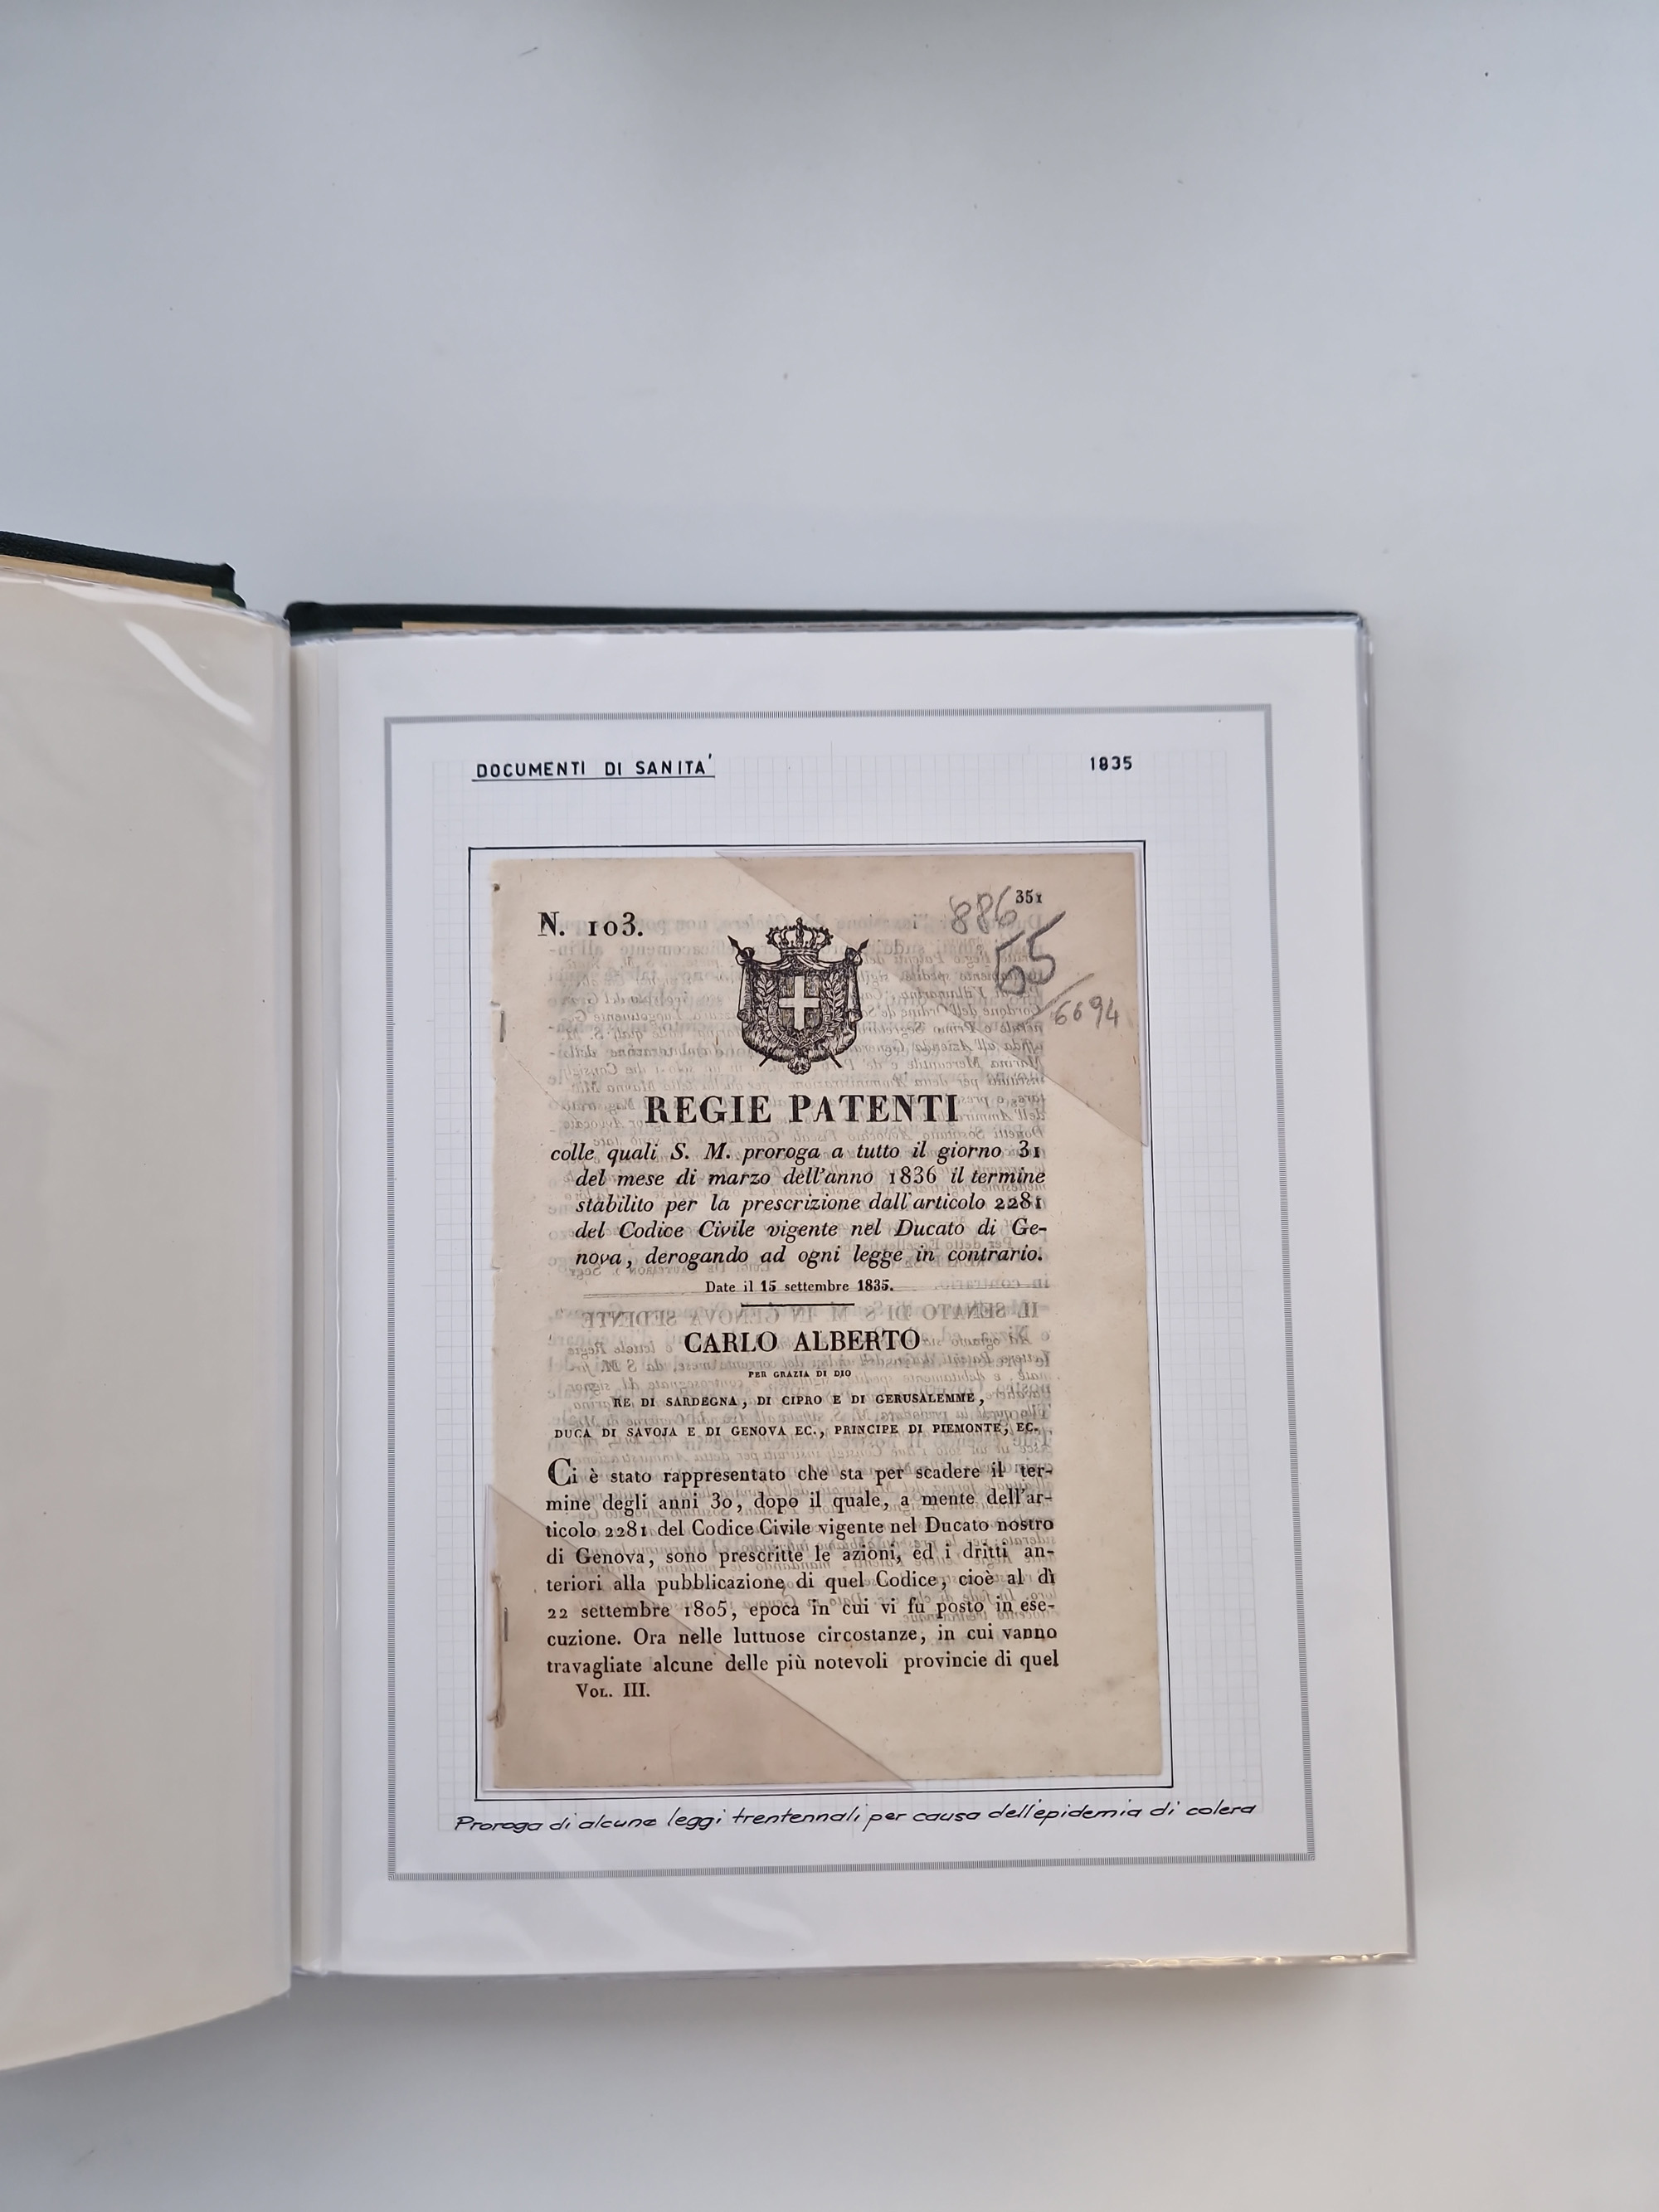 DOCUMENTI DI SANITA'
1835
351
N. 103.
886
55
6694
REGIE PATENTI
colle quali S. M. proroga a tutto il giorno 31
del mese di marzo dell'anno 1836 il termine
stabilito per la prescrizione dall'articolo 2281
del Codice Civile vigente nel Ducato di Ge-
nova, derogando ad ogni legge in contrario.
Date il 15 settembre 1835.
CARLO ALBERTO
PER GRAZIA DI DIO
RE DI SARDEGNA, DI CIPRO E DI GERUSALEMME,
DUCA DI SAVOJA E DI GENOVA EC., PRINCIPE DI PIEMONTE, EC.
Ci è stato rappresentato che sta per scadere il ter-
mine degli anni 30, dopo il quale, a mente dell'ar-
ticolo 2281 del Codice Civile vigente nel Ducato nostro
di Genova, sono prescritte le azioni, ed i dritti an-
teriori alla pubblicazione di quel Codice, cioè al dì
22 settembre 1805, epoca in cui vi fu posto in ese-
cuzione. Ora nelle luttuose circostanze, in cui vanno
travagliate alcune delle più notevoli provincie di quel
VOL. III.
Proroga di alcune leggi trentennali per causa dell'epidemia di colera